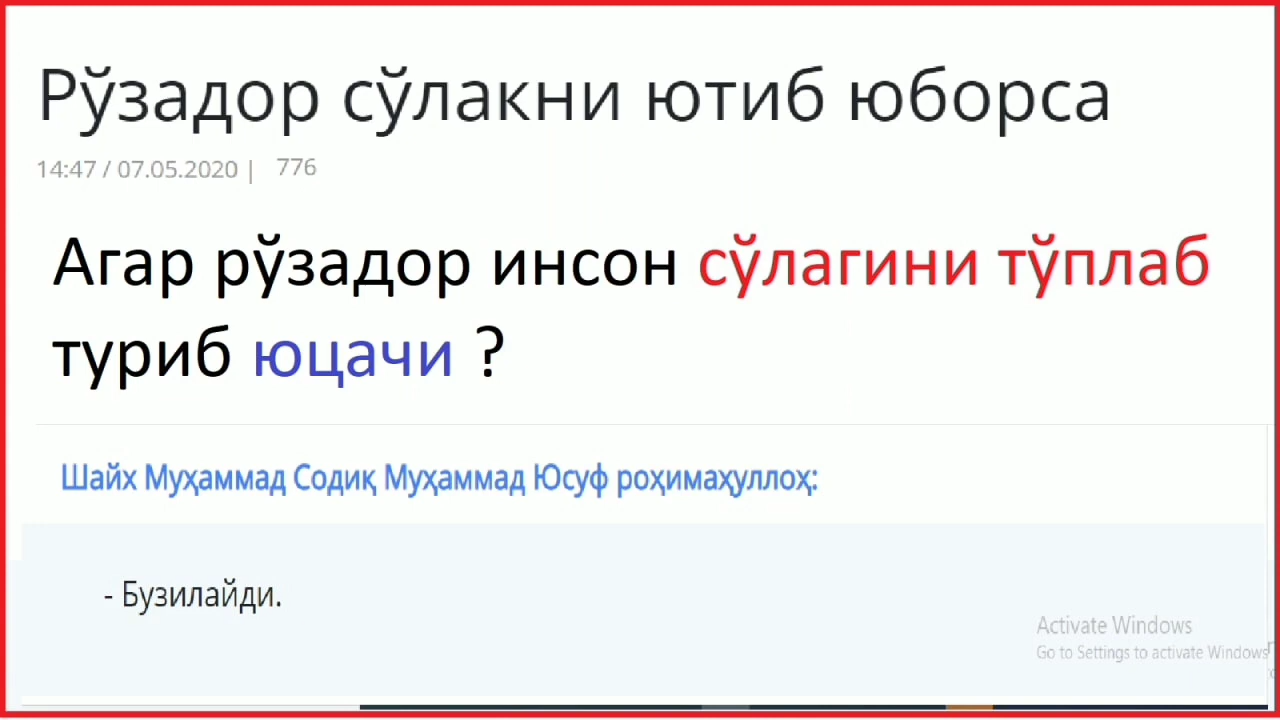 Рўзадор сўлакни ютиб юборса
14:47 / 07.05.2020 | 776
Агар рўзадор инсон сўлагини тўплаб
туриб юцачи ?
Шайх Муҳаммад Содиқ Муҳаммад Юсуф роҳимаҳуллоҳ:
- Бузилайди.
Activate Windows
Go to Settings to activate Windows